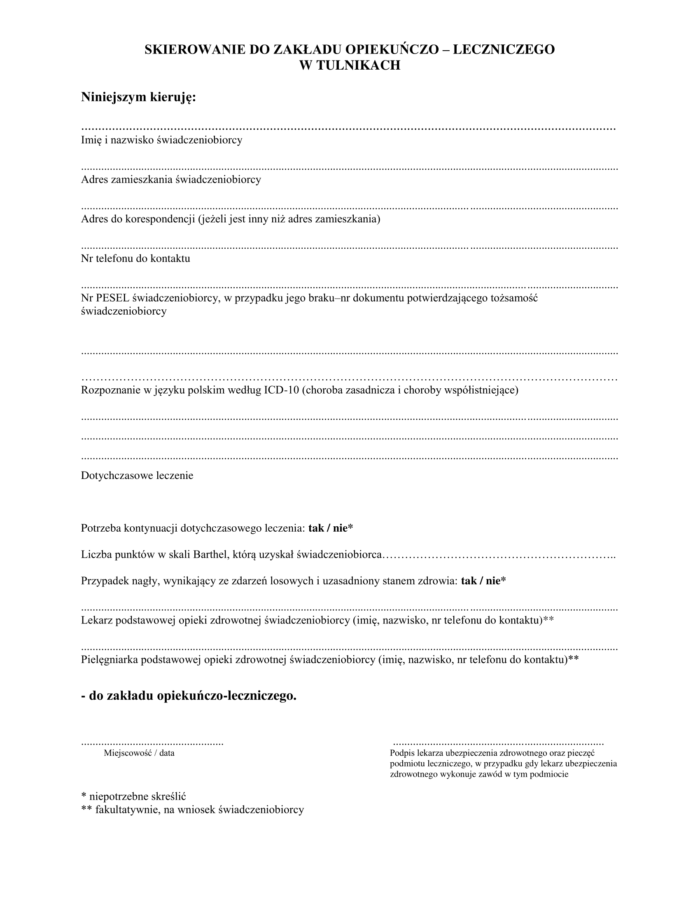 SKIEROWANIE DO ZAKŁADU OPIEKUŃCZO – LECZNICZEGO
W TULNIKACH
Niniejszym kieruję:
................................................................................................................................................................
Imię i nazwisko świadczeniobiorcy
................................................................................................................................................................
Adres zamieszkania świadczeniobiorcy
................................................................................................................................................................
Adres do korespondencji (jeżeli jest inny niż adres zamieszkania)
................................................................................................................................................................
Nr telefonu do kontaktu
................................................................................................................................................................
Nr PESEL świadczeniobiorcy, w przypadku jego braku–nr dokumentu potwierdzającego tożsamość
świadczeniobiorcy
................................................................................................................................................................
................................................................................................................................................................
Rozpoznanie w języku polskim według ICD-10 (choroba zasadnicza i choroby współistniejące)
................................................................................................................................................................
................................................................................................................................................................
................................................................................................................................................................
Dotychczasowe leczenie
Potrzeba kontynuacji dotychczasowego leczenia: tak / nie*
Liczba punktów w skali Barthel, którą uzyskał świadczeniobiorca……………………………………………………..
Przypadek nagły, wynikający ze zdarzeń losowych i uzasadniony stanem zdrowia: tak / nie*
................................................................................................................................................................
Lekarz podstawowej opieki zdrowotnej świadczeniobiorcy (imię, nazwisko, nr telefonu do kontaktu)**
................................................................................................................................................................
Pielęgniarka podstawowej opieki zdrowotnej świadczeniobiorcy (imię, nazwisko, nr telefonu do kontaktu)**
- do zakładu opiekuńczo-leczniczego.
..................................................
Miejscowość / data
..........................................................................
Podpis lekarza ubezpieczenia zdrowotnego oraz pieczęć
podmiotu leczniczego, w przypadku gdy lekarz ubezpieczenia
zdrowotnego wykonuje zawód w tym podmiocie
* niepotrzebne skreślić
** fakultatywnie, na wniosek świadczeniobiorcy